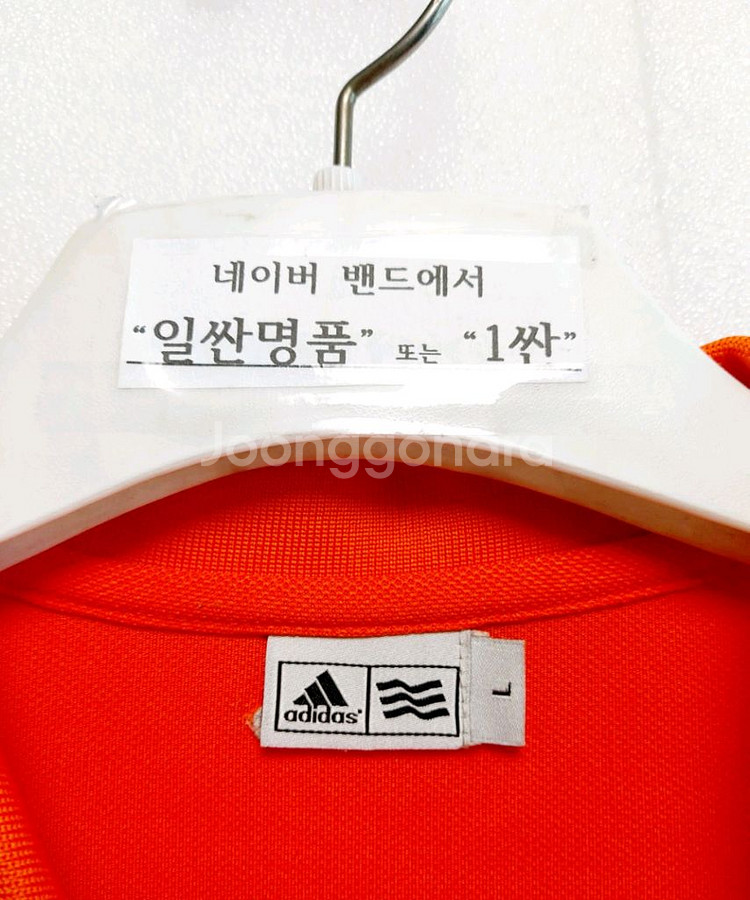 네이버 밴드에서
“일싼명품” 또는 “1싼”
Joonggonara
adidas
L